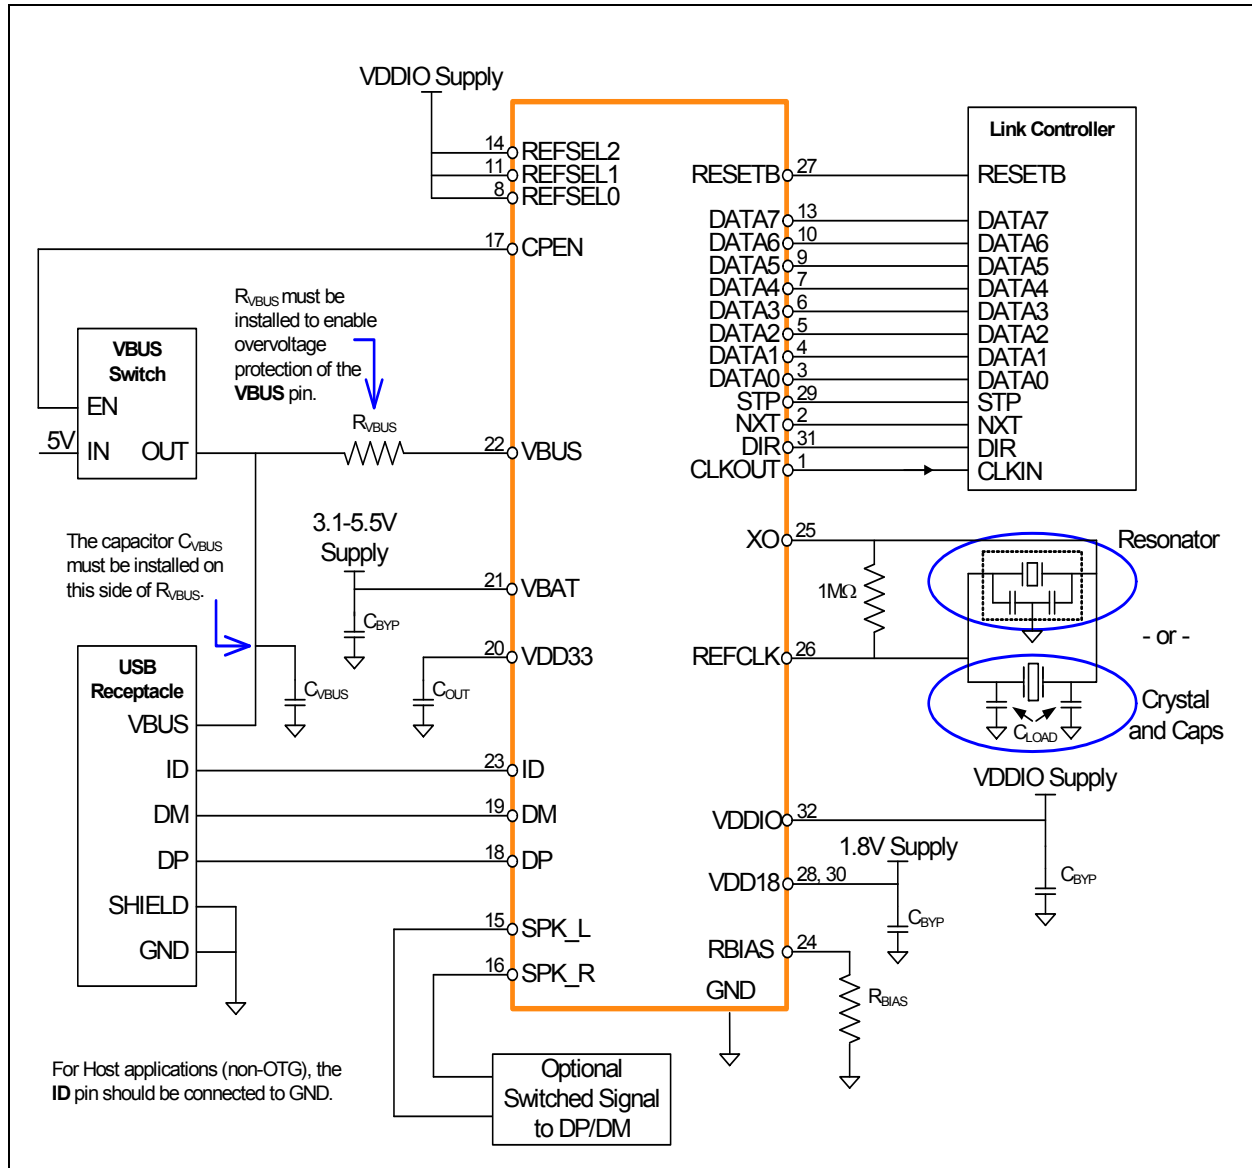 VDDIO Supply
14 REFSEL2
11 REFSEL1
8 REFSEL0
17 CPEN
RVBUS must be
installed to enable
overvoltage
protection of the
VBUS pin.
VBUS
Switch
EN
5V IN OUT
RVBUS
22 VBUS
3.1-5.5V
Supply
The capacitor CVBUS
must be installed on
this side of RVBUS.
21 VBAT
CBYP
20 VDD33
COUT
CVBUS
USB
Receptacle
VBUS
ID 23 ID
DM 19 DM
DP 18 DP
SHIELD
GND
15 SPK_L
16 SPK_R
For Host applications (non-OTG), the
ID pin should be connected to GND.
Optional
Switched Signal
to DP/DM
GND
Link Controller
RESETB 27 RESETB
DATA7 13 DATA7
DATA6 10 DATA6
DATA5 9 DATA5
DATA4 7 DATA4
DATA3 6 DATA3
DATA2 5 DATA2
DATA1 4 DATA1
DATA0 3 DATA0
STP 29 STP
NXT 2 NXT
DIR 31 DIR
CLKOUT 1 CLKIN
XO 25
Resonator
1MΩ
- or -
REFCLK 26
CLOAD
Crystal
and Caps
VDDIO Supply
VDDIO 32
CBYP
1.8V Supply
VDD18 28, 30
CBYP
RBIAS 24
RBIAS